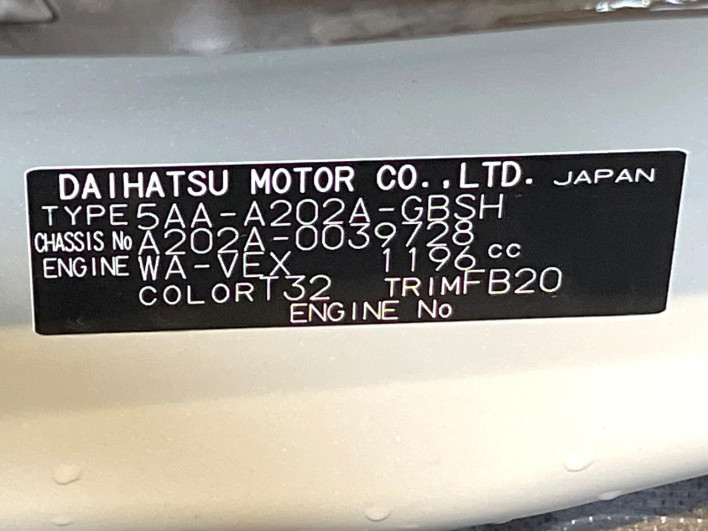 DAIHATSU MOTOR CO.,LTD. JAPAN
TYPE 5AA-A202A-GBSH
CHASSIS No A202A-0039728
ENGINE WA-VEX 1196 cc
COLOR T32 TRIM FB20
ENGINE No